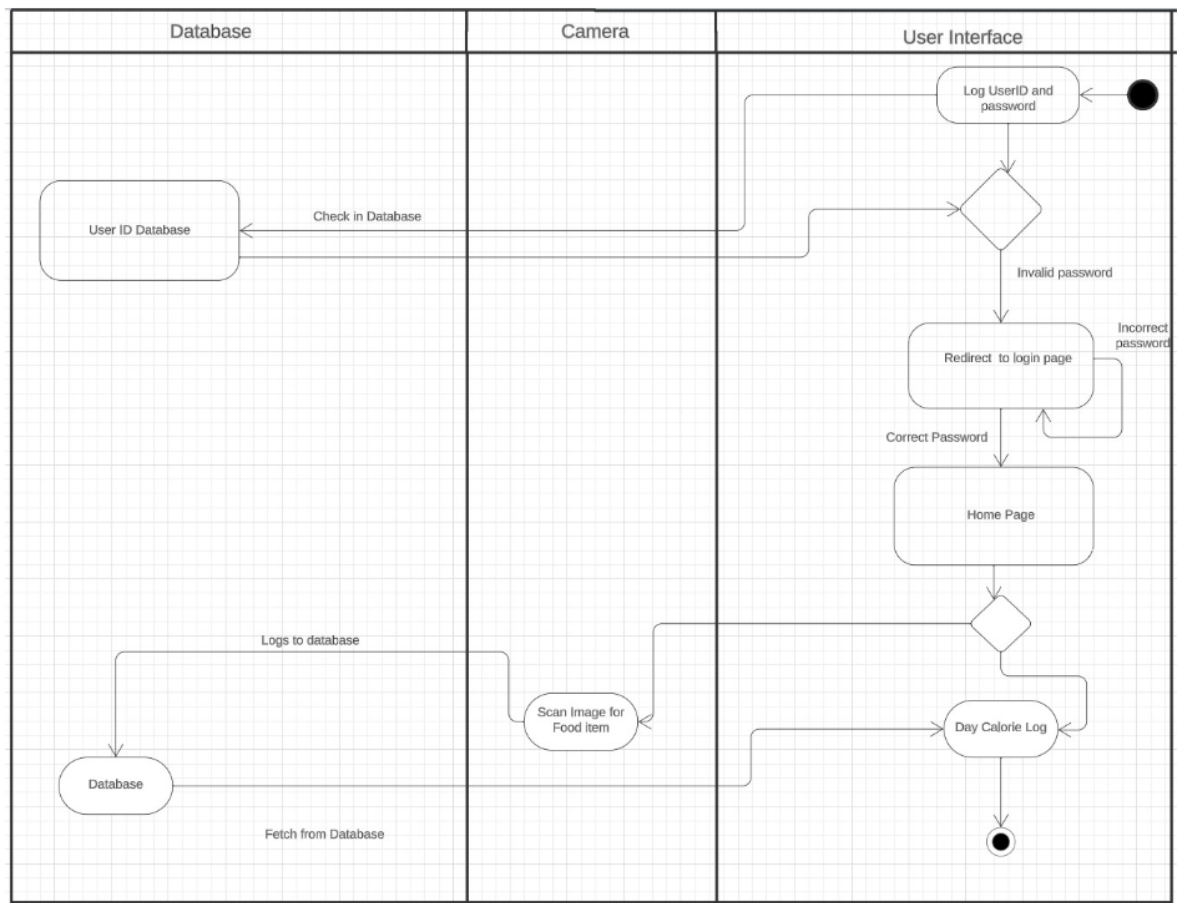 Database
Camera
User Interface
Log UserID and
password
Check in Database
User ID Database
Invalid password
Incorrect
password
Redirect to login page
Correct Password
Home Page
Logs to database
Scan Image for
Food item
Day Calorie Log
Database
Fetch from Database